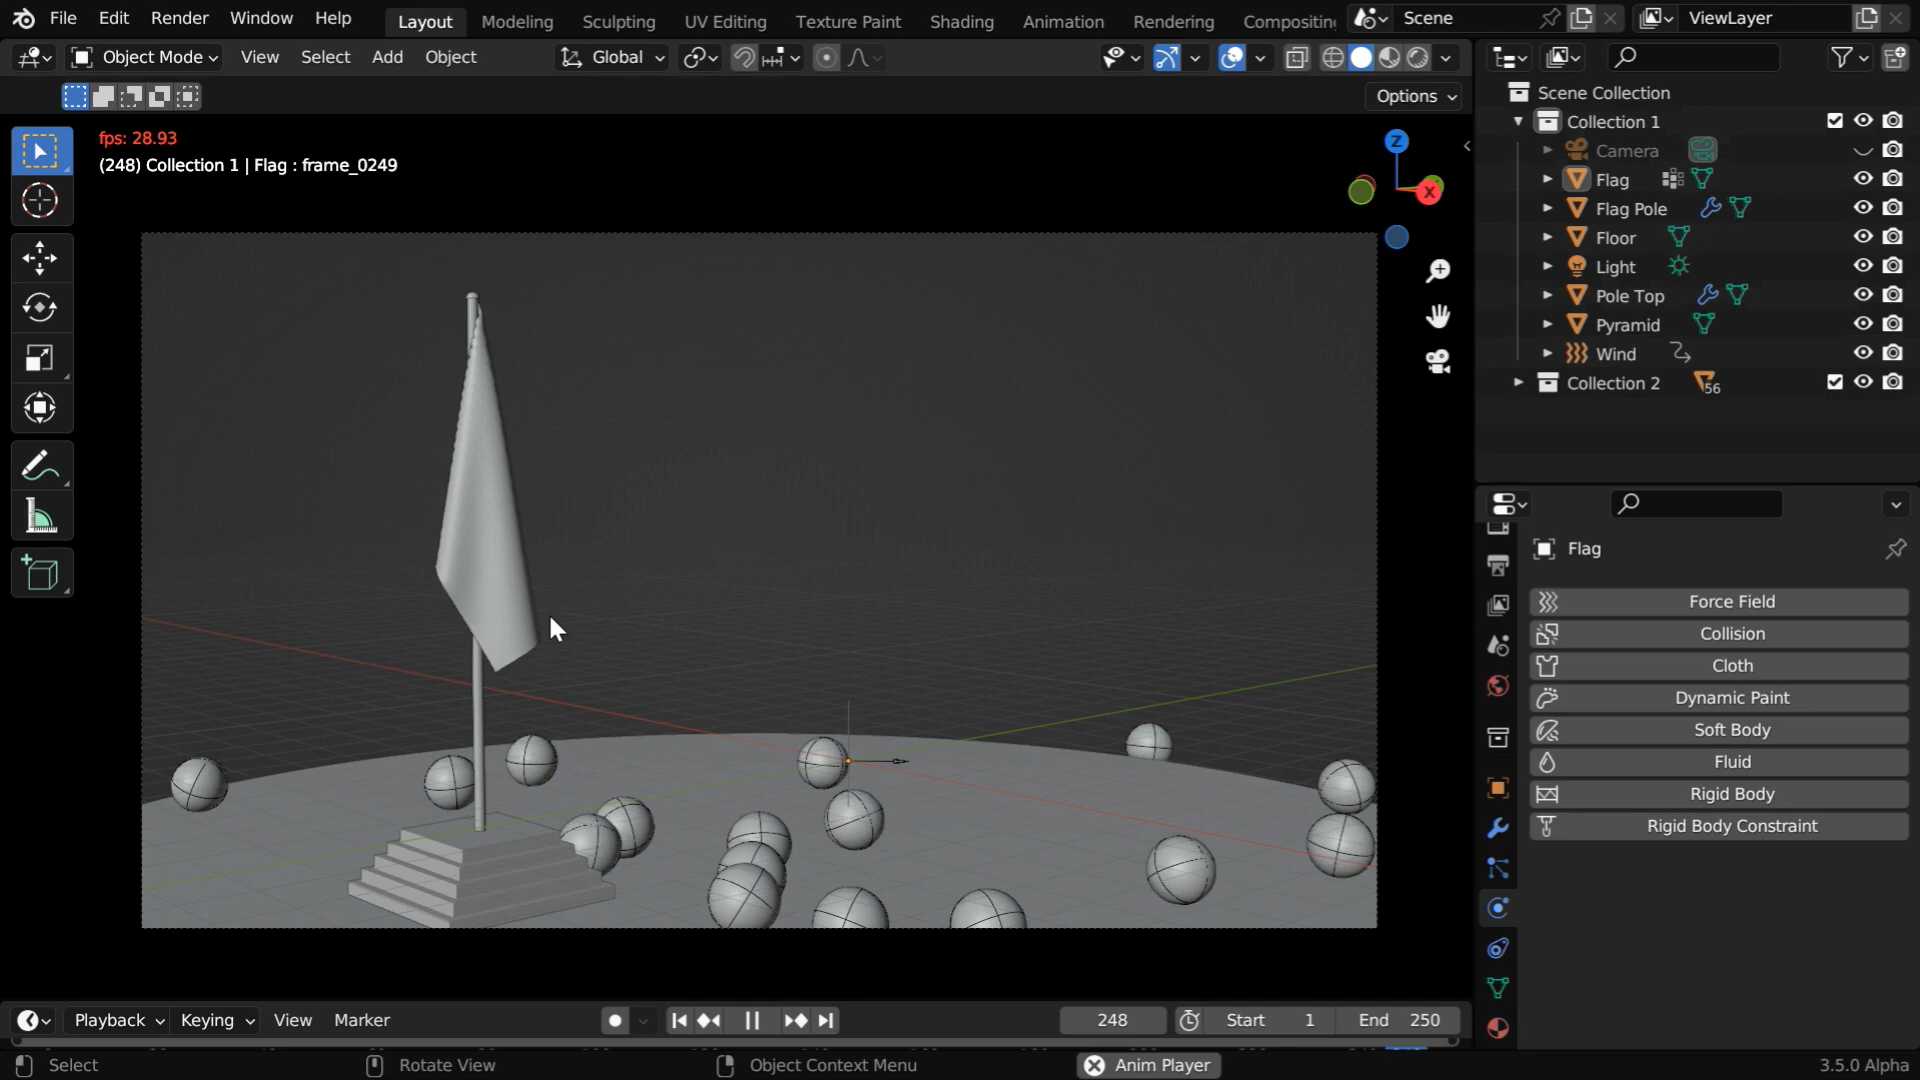 File Edit Render Window Help Layout Modeling Sculpting UV Editing Texture Paint Shading Animation Rendering Compositin Scene ViewLayer
Object Mode View Select Add Object Global
Options
fps: 28.93
(248) Collection 1 | Flag : frame_0249
Z
X
Scene Collection
Collection 1
Camera
Flag
Flag Pole
Floor
Light
Pole Top
Pyramid
Wind
Collection 2 56
Flag
Force Field
Collision
Cloth
Dynamic Paint
Soft Body
Fluid
Rigid Body
Rigid Body Constraint
Playback Keying View Marker 248 Start 1 End 250
Select Rotate View Object Context Menu Anim Player 3.5.0 Alpha